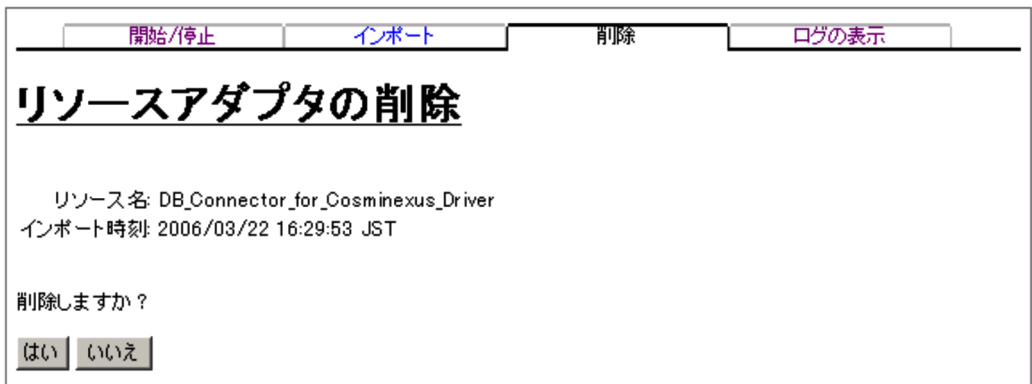 開始/停止 インポート 削除 ログの表示
リソースアダプタの削除
リソース名: DB_Connector_for_Cosminexus_Driver
インポート時刻: 2006/03/22 16:29:53 JST
削除しますか？
はい いいえ